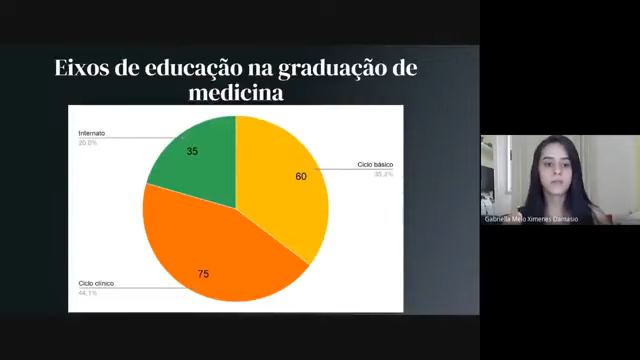 Eixos de educação na graduação de
medicina
Internato
20,6%
35
Ciclo básico
35,3%
60
75
Ciclo clínico
44,1%
Gabriella Melo Ximenes Damasio